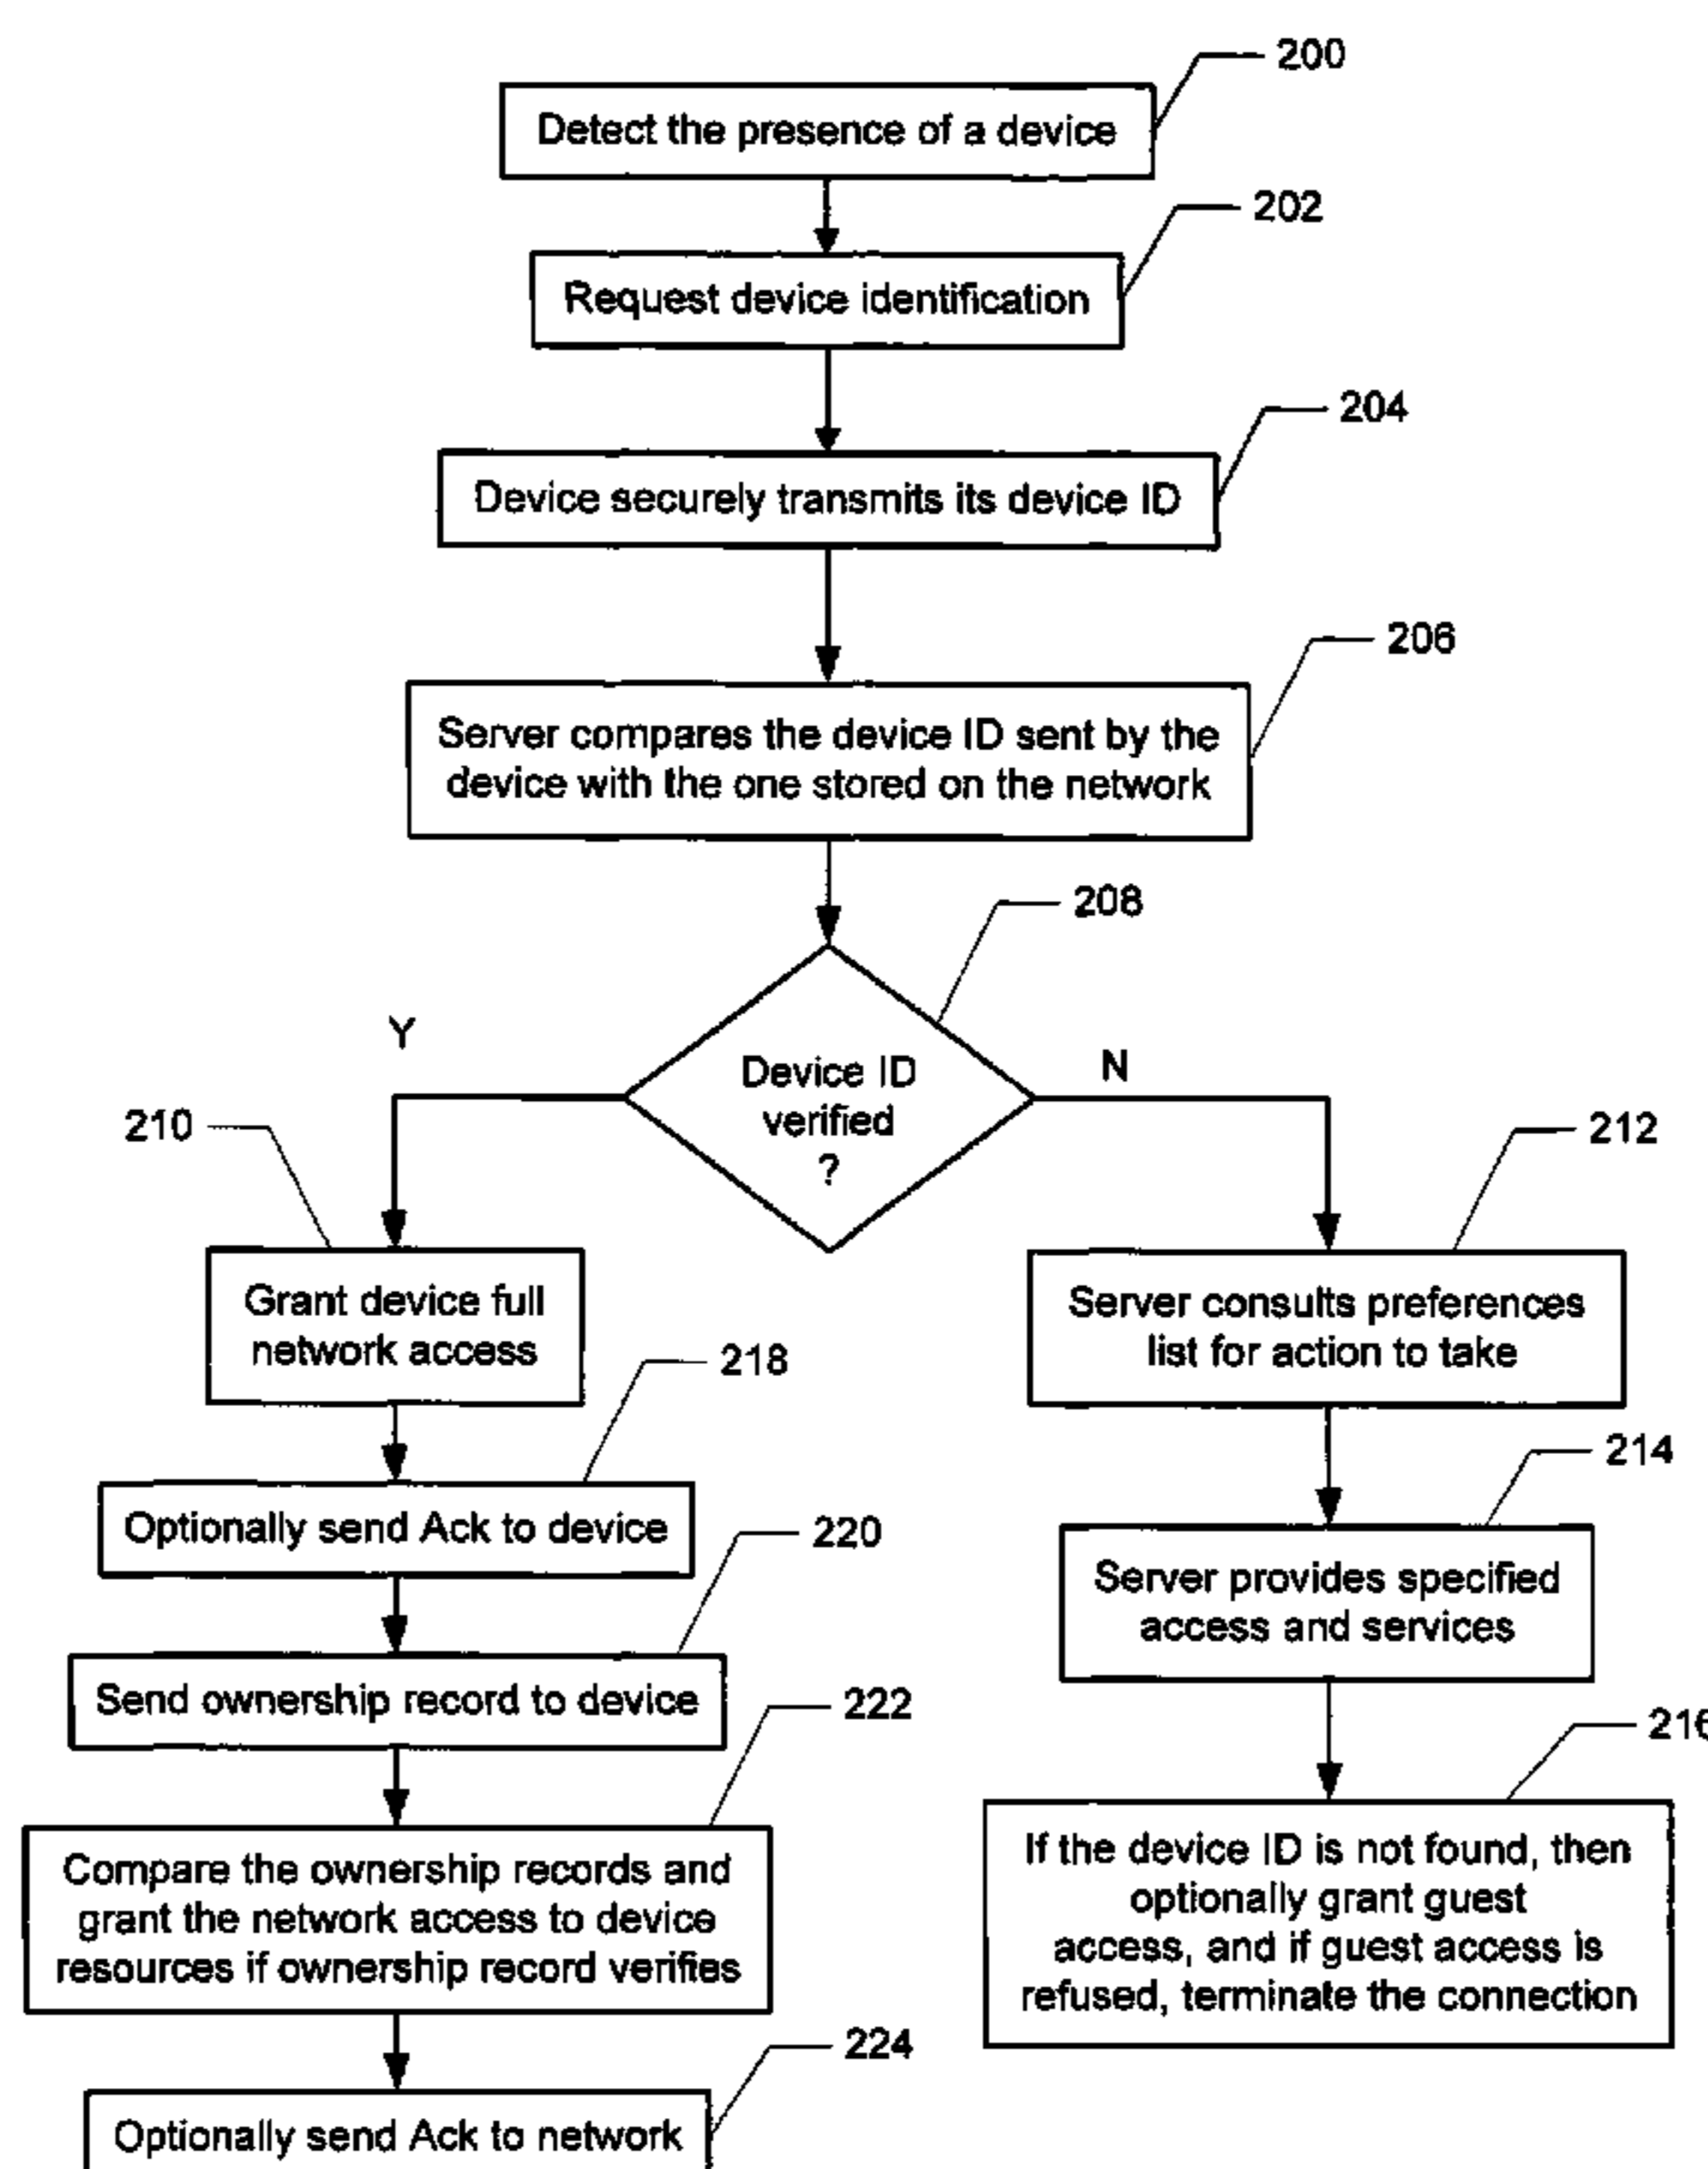 200
Detect the presence of a device
202
Request device identification
204
Device securely transmits its device ID
206
Server compares the device ID sent by the
device with the one stored on the network
208
Device ID
verified
?
Y
N
210
Grant device full
network access
212
Server consults preferences
list for action to take
218
Optionally send Ack to device
214
Server provides specified
access and services
220
Send ownership record to device
222
Compare the ownership records and
grant the network access to device
resources if ownership record verifies
216
If the device ID is not found, then
optionally grant guest
access, and if guest access is
refused, terminate the connection
224
Optionally send Ack to network